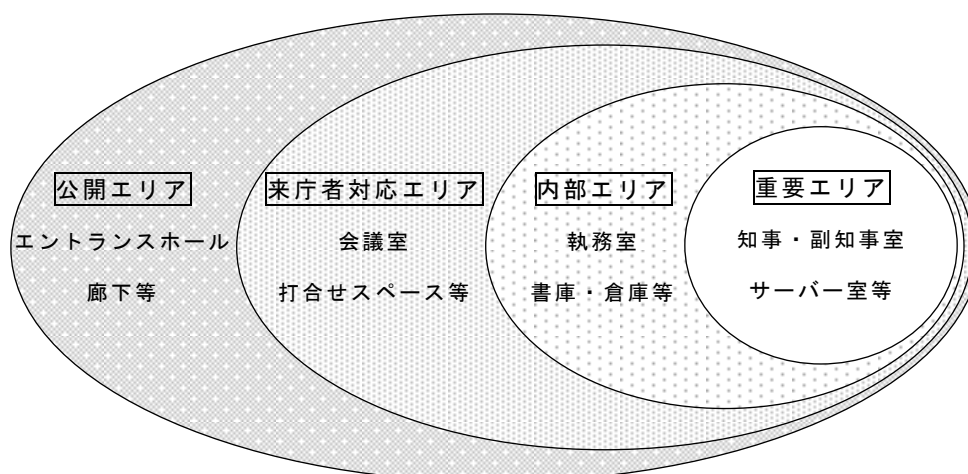 公開エリア
エントランスホール
廊下等
来庁者対応エリア
会議室
打合せスペース等
内部エリア
執務室
書庫・倉庫等
重要エリア
知事・副知事室
サーバー室等